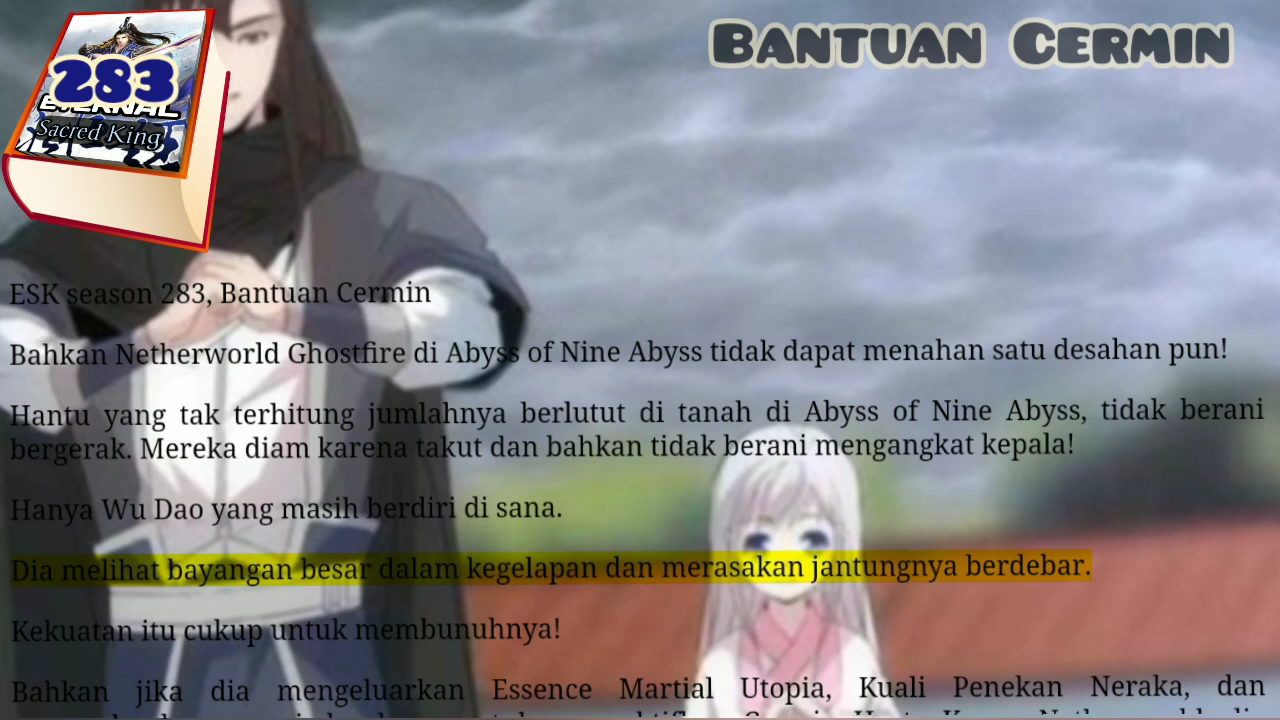 283
ETERNAL
Sacred King
BANTUAN CERMIN
ESK season 283, Bantuan Cermin
Bahkan Netherworld Ghostfire di Abyss of Nine Abyss tidak dapat menahan satu desahan pun!
Hantu yang tak terhitung jumlahnya berlutut di tanah di Abyss of Nine Abyss, tidak berani
bergerak. Mereka diam karena takut dan bahkan tidak berani mengangkat kepala!
Hanya Wu Dao yang masih berdiri di sana.
Dia melihat bayangan besar dalam kegelapan dan merasakan jantungnya berdebar.
Kekuatan itu cukup untuk membunuhnya!
Bahkan jika dia mengeluarkan Essence Martial Utopia, Kuali Penekan Neraka, dan